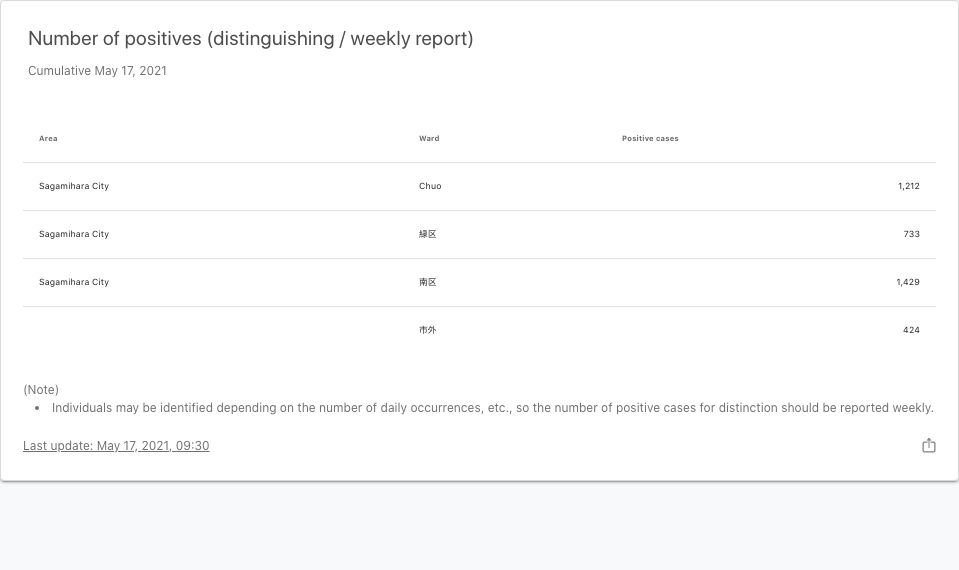 Number of positives (distinguishing / weekly report)
Cumulative May 17, 2021
Area Ward Positive cases
Sagamihara City Chuo 1,212
Sagamihara City 緑区 733
Sagamihara City 南区 1,429
市外 424
(Note)
• Individuals may be identified depending on the number of daily occurrences, etc., so the number of positive cases for distinction should be reported weekly.
Last update: May 17, 2021, 09:30